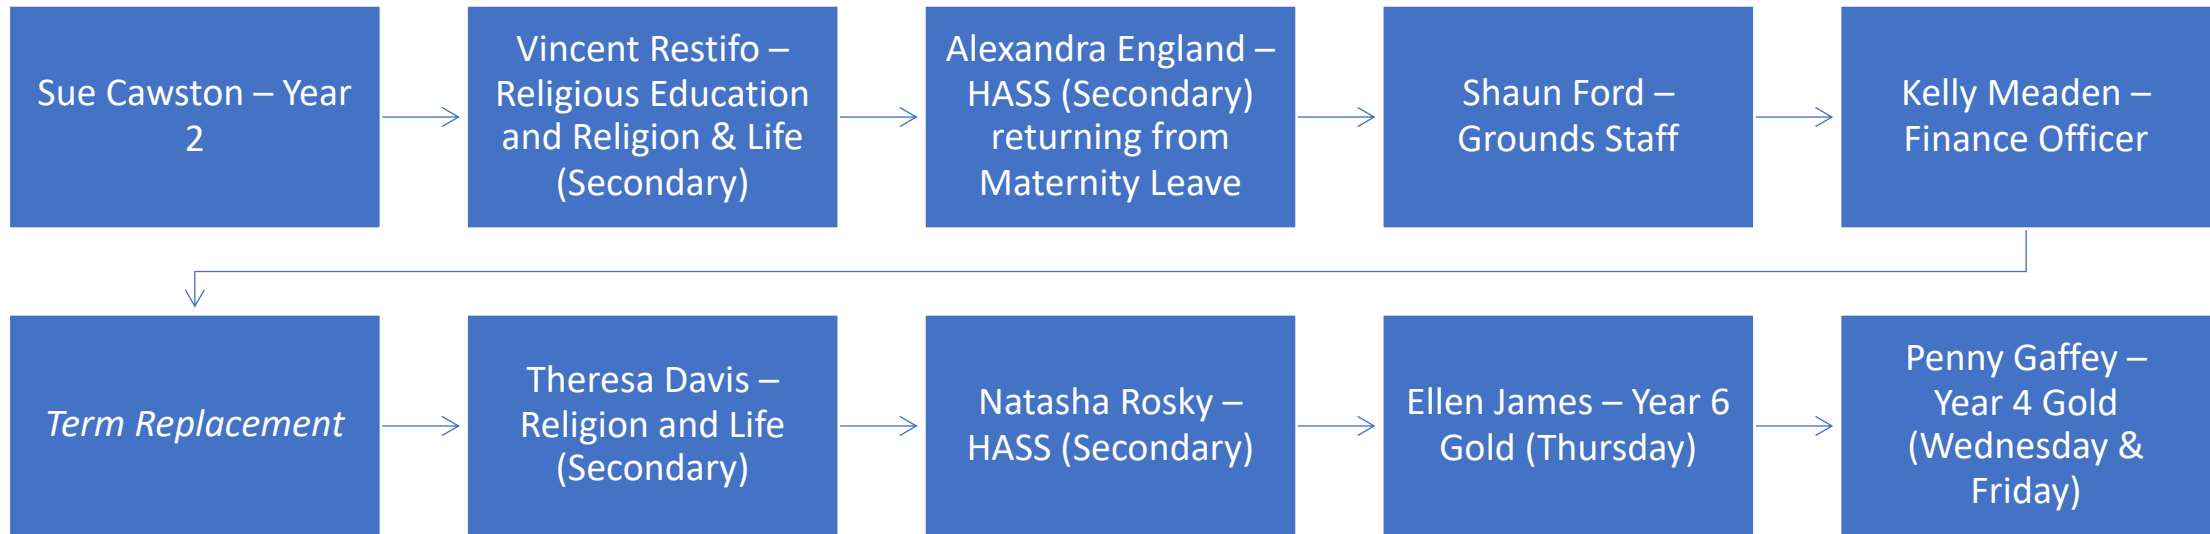 Sue Cawston – Year
2
Vincent Restifo –
Religious Education
and Religion & Life
(Secondary)
Alexandra England –
HASS (Secondary)
returning from
Maternity Leave
Shaun Ford –
Grounds Staff
Kelly Meaden –
Finance Officer
Term Replacement
Theresa Davis –
Religion and Life
(Secondary)
Natasha Rosky –
HASS (Secondary)
Ellen James – Year 6
Gold (Thursday)
Penny Gaffey –
Year 4 Gold
(Wednesday &
Friday)